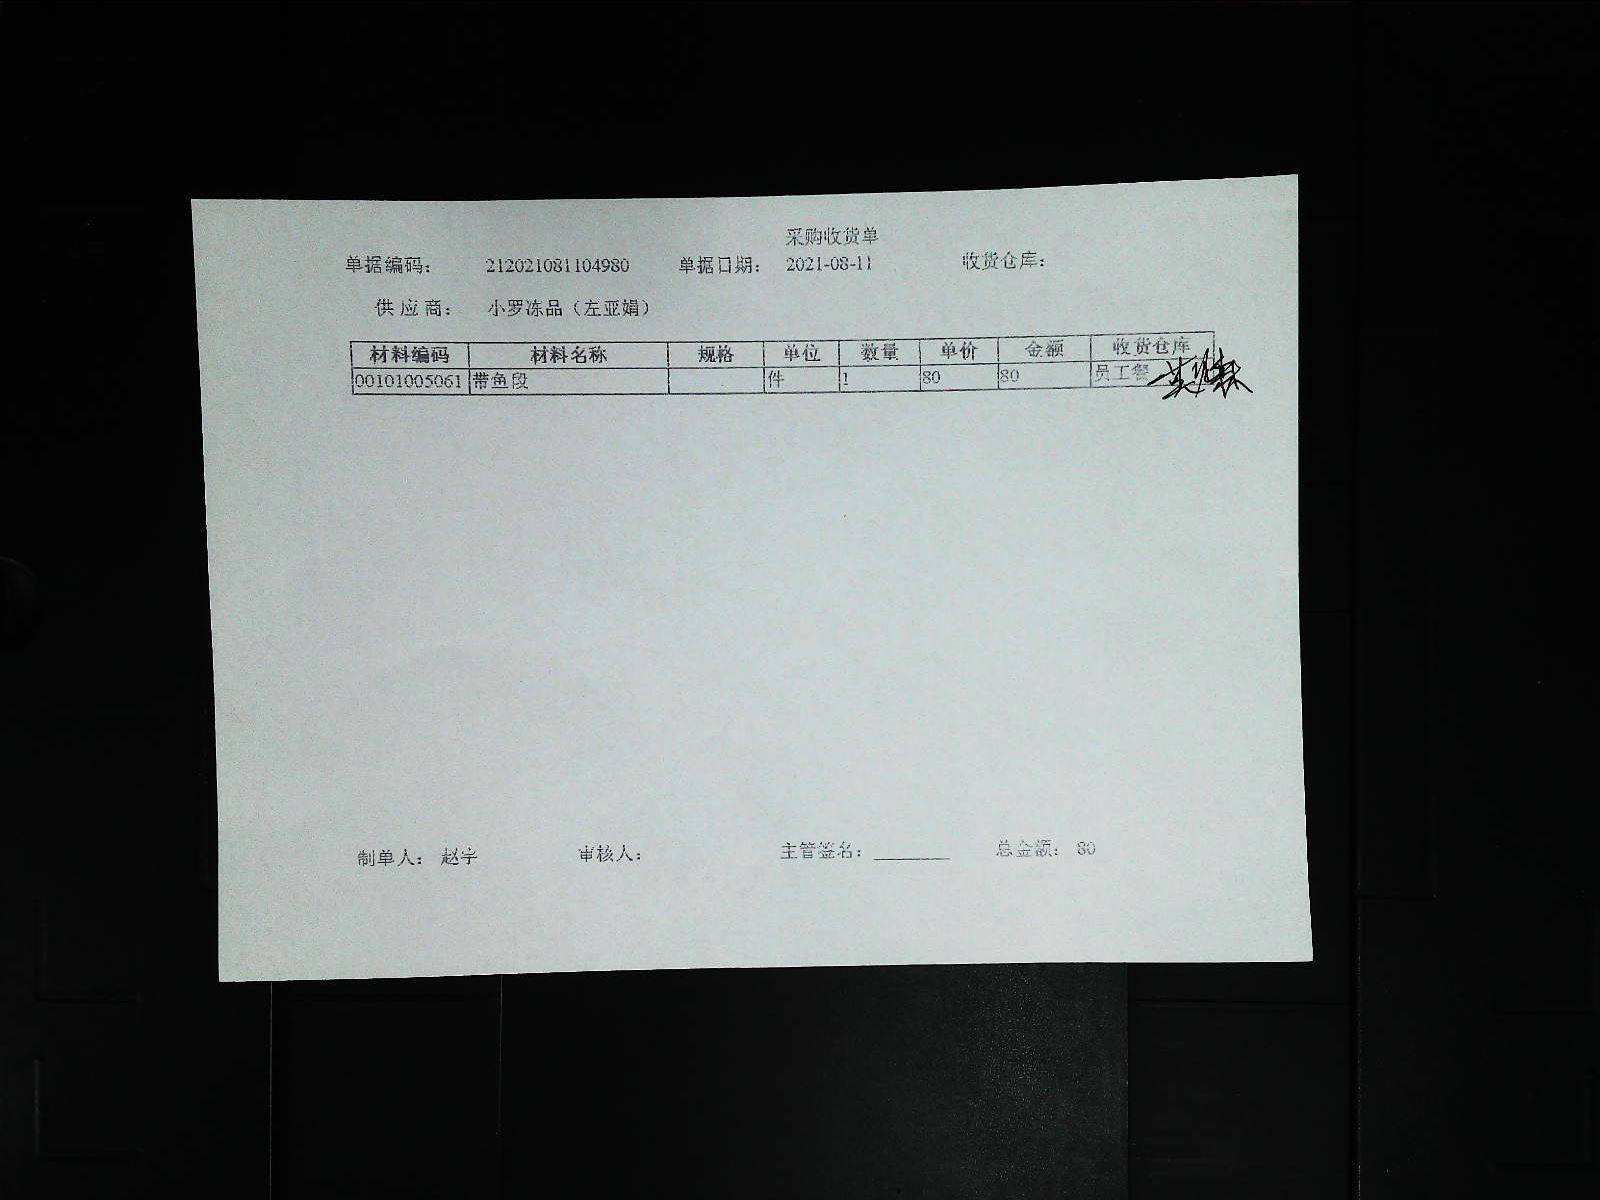 采购收货单
单据编码： 212021081104980 单据日期： 2021-08-11 收货仓库：
供应商： 小罗冻品（左亚娟）
材料编码 材料名称 规格 单位 数量 单价 金额 收货仓库
00101005061 带鱼段 件 1 80 80 员工餐
制单人： 赵宇 审核人： 主管签名： 总金额： 80